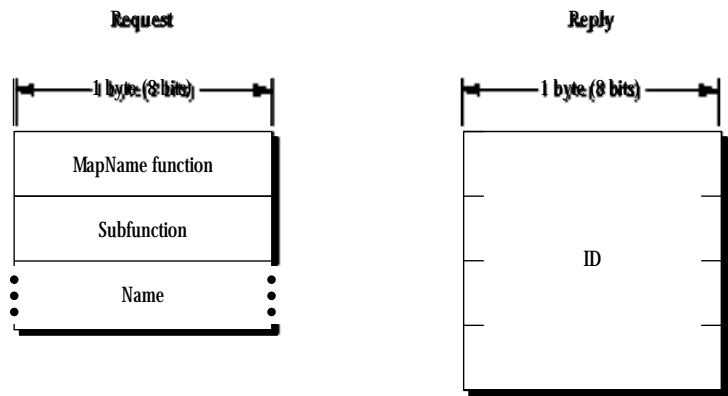 Request
1 byte (8 bits)
MapName function
Subfunction
Name
Reply
1 byte (8 bits)
ID